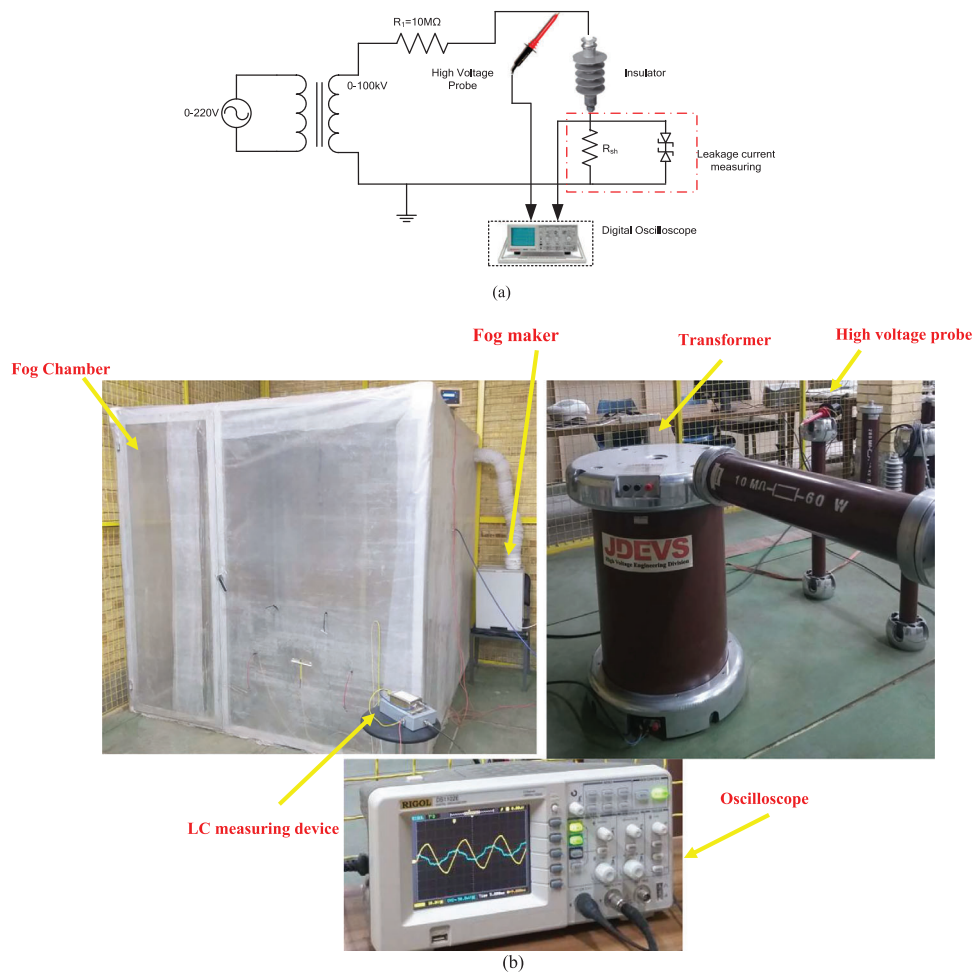 R1=10MΩ
High Voltage
Probe
0-100kV
Insulator
0-220V
Rsh
Leakage current
measuring
Digital Oscilloscope
(a)
Fog maker
Transformer
High voltage probe
Fog Chamber
10 MΩ 60 W
JDEVS
High Voltage Engineering Division
RIGOL
LC measuring device
Oscilloscope
(b)